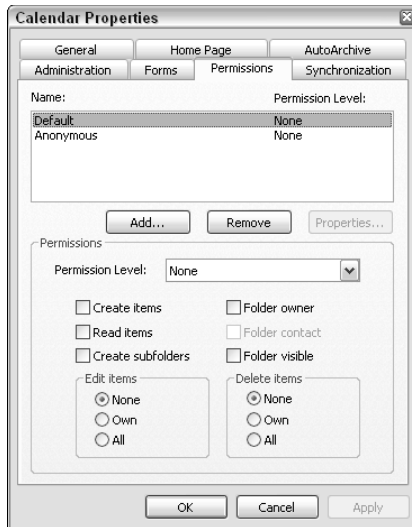 Calendar Properties
General Home Page AutoArchive
Administration Forms Permissions Synchronization
Name: Permission Level:
Default None
Anonymous None
Add... Remove Properties...
Permissions
Permission Level: None
Create items Folder owner
Read items Folder contact
Create subfolders Folder visible
Edit items Delete items
None None
Own Own
All All
OK Cancel Apply